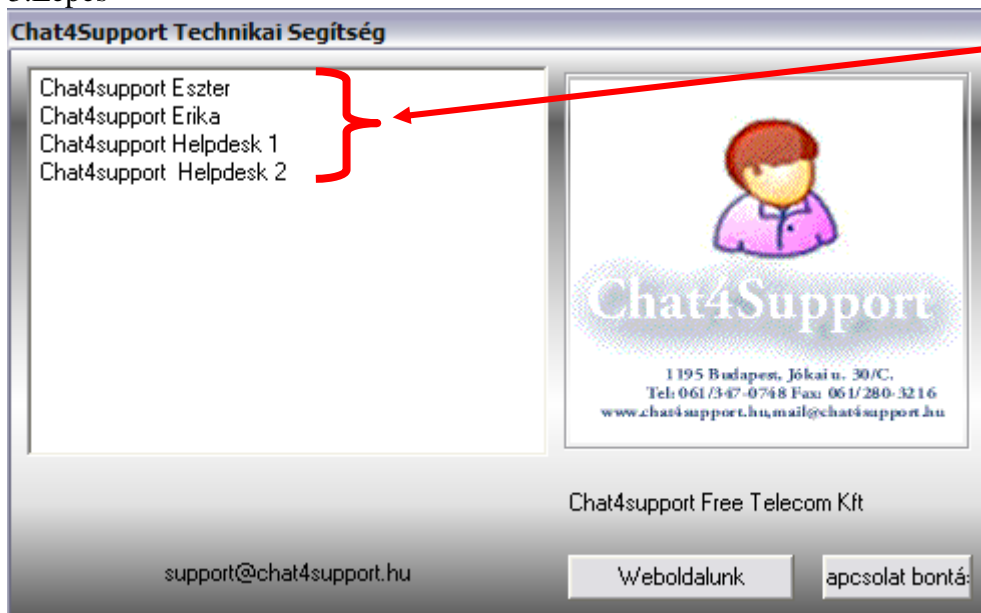 3.Lépés
Chat4Support Technikai Segítség
Chat4support Eszter
Chat4support Erika
Chat4support Helpdesk 1
Chat4support Helpdesk 2
Chat4Support
1195 Budapest, Jókai u. 30/C.
Tel: 061/347-0748 Fax: 061/280-3216
www.chat4support.hu,mail@chat4support.hu
Chat4support Free Telecom Kft
support@chat4support.hu
Weboldalunk
apcsolat bontá